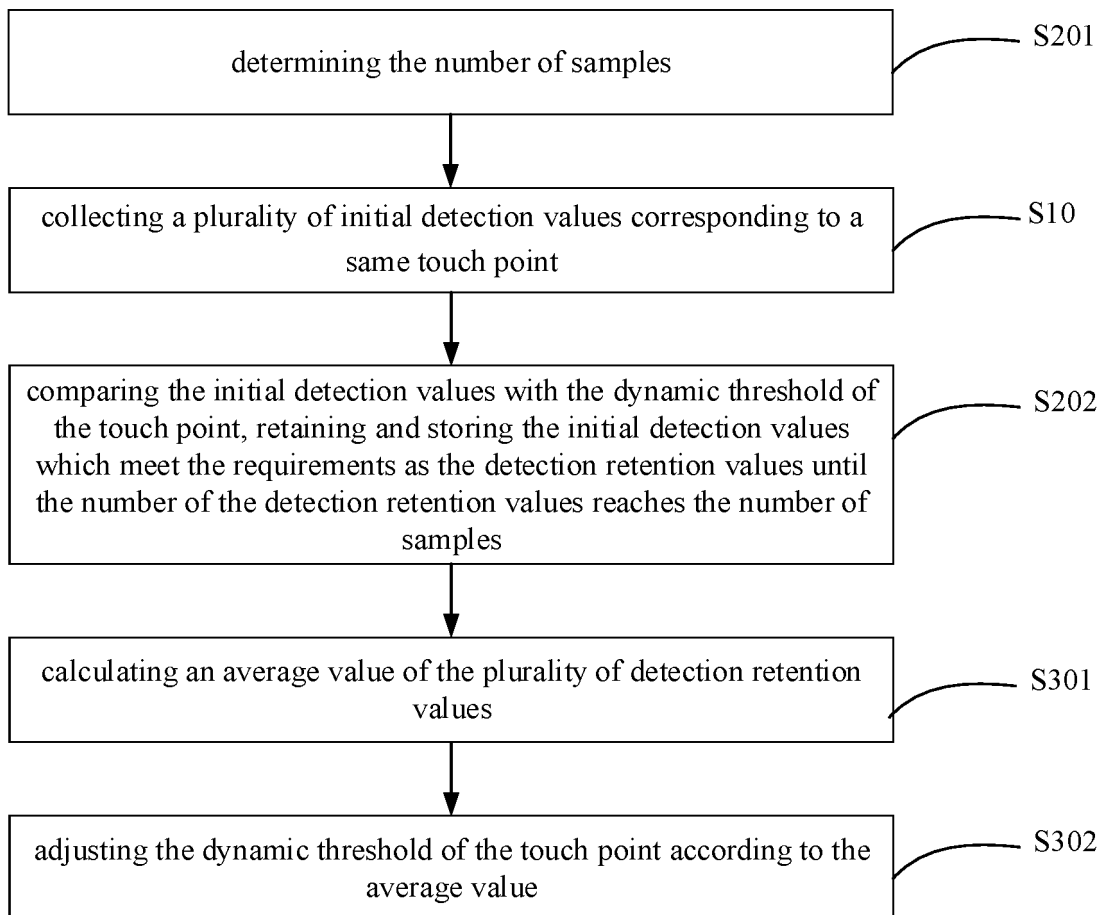 determining the number of samples
S201
collecting a plurality of initial detection values corresponding to a
same touch point
S10
comparing the initial detection values with the dynamic threshold of
the touch point, retaining and storing the initial detection values
which meet the requirements as the detection retention values until
the number of the detection retention values reaches the number of
samples
S202
calculating an average value of the plurality of detection retention
values
S301
adjusting the dynamic threshold of the touch point according to the
average value
S302